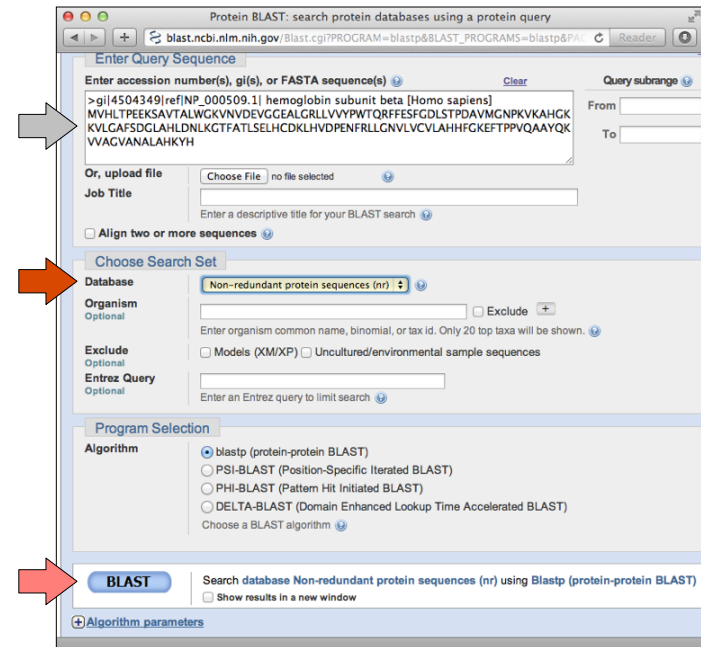 Protein BLAST: search protein databases using a protein query
blast.ncbi.nlm.nih.gov/Blast.cgi?PROGRAM=blastp&BLAST_PROGRAMS=blastp&PA Reader
Enter Query Sequence
Enter accession number(s), gi(s), or FASTA sequence(s) Clear Query subrange
>gi|4504349|ref|NP_000509.1| hemoglobin subunit beta [Homo sapiens]
MVHLTPEEKSAVTALWGKVNVDEVGGEALGRLLVVYPWTQRFFESFGDLSTPDAVMGNPKVKAHGK
KVLGAFSDGLAHLDNLKGTFATLSELHCDKLHVDPENFRLLGNVLVCVLAHHFGKEFTPPVQAAYQK
VVAGVANALAHKYH
From
To
Or, upload file Choose File no file selected
Job Title
Enter a descriptive title for your BLAST search
Align two or more sequences
Choose Search Set
Database Non-redundant protein sequences (nr)
Organism
Optional
Exclude +
Enter organism common name, binomial, or tax id. Only 20 top taxa will be shown.
Exclude Models (XM/XP) Uncultured/environmental sample sequences
Optional
Entrez Query
Optional
Enter an Entrez query to limit search
Program Selection
Algorithm blastp (protein-protein BLAST)
PSI-BLAST (Position-Specific Iterated BLAST)
PHI-BLAST (Pattern Hit Initiated BLAST)
DELTA-BLAST (Domain Enhanced Lookup Time Accelerated BLAST)
Choose a BLAST algorithm
BLAST Search database Non-redundant protein sequences (nr) using Blastp (protein-protein BLAST)
Show results in a new window
Algorithm parameters